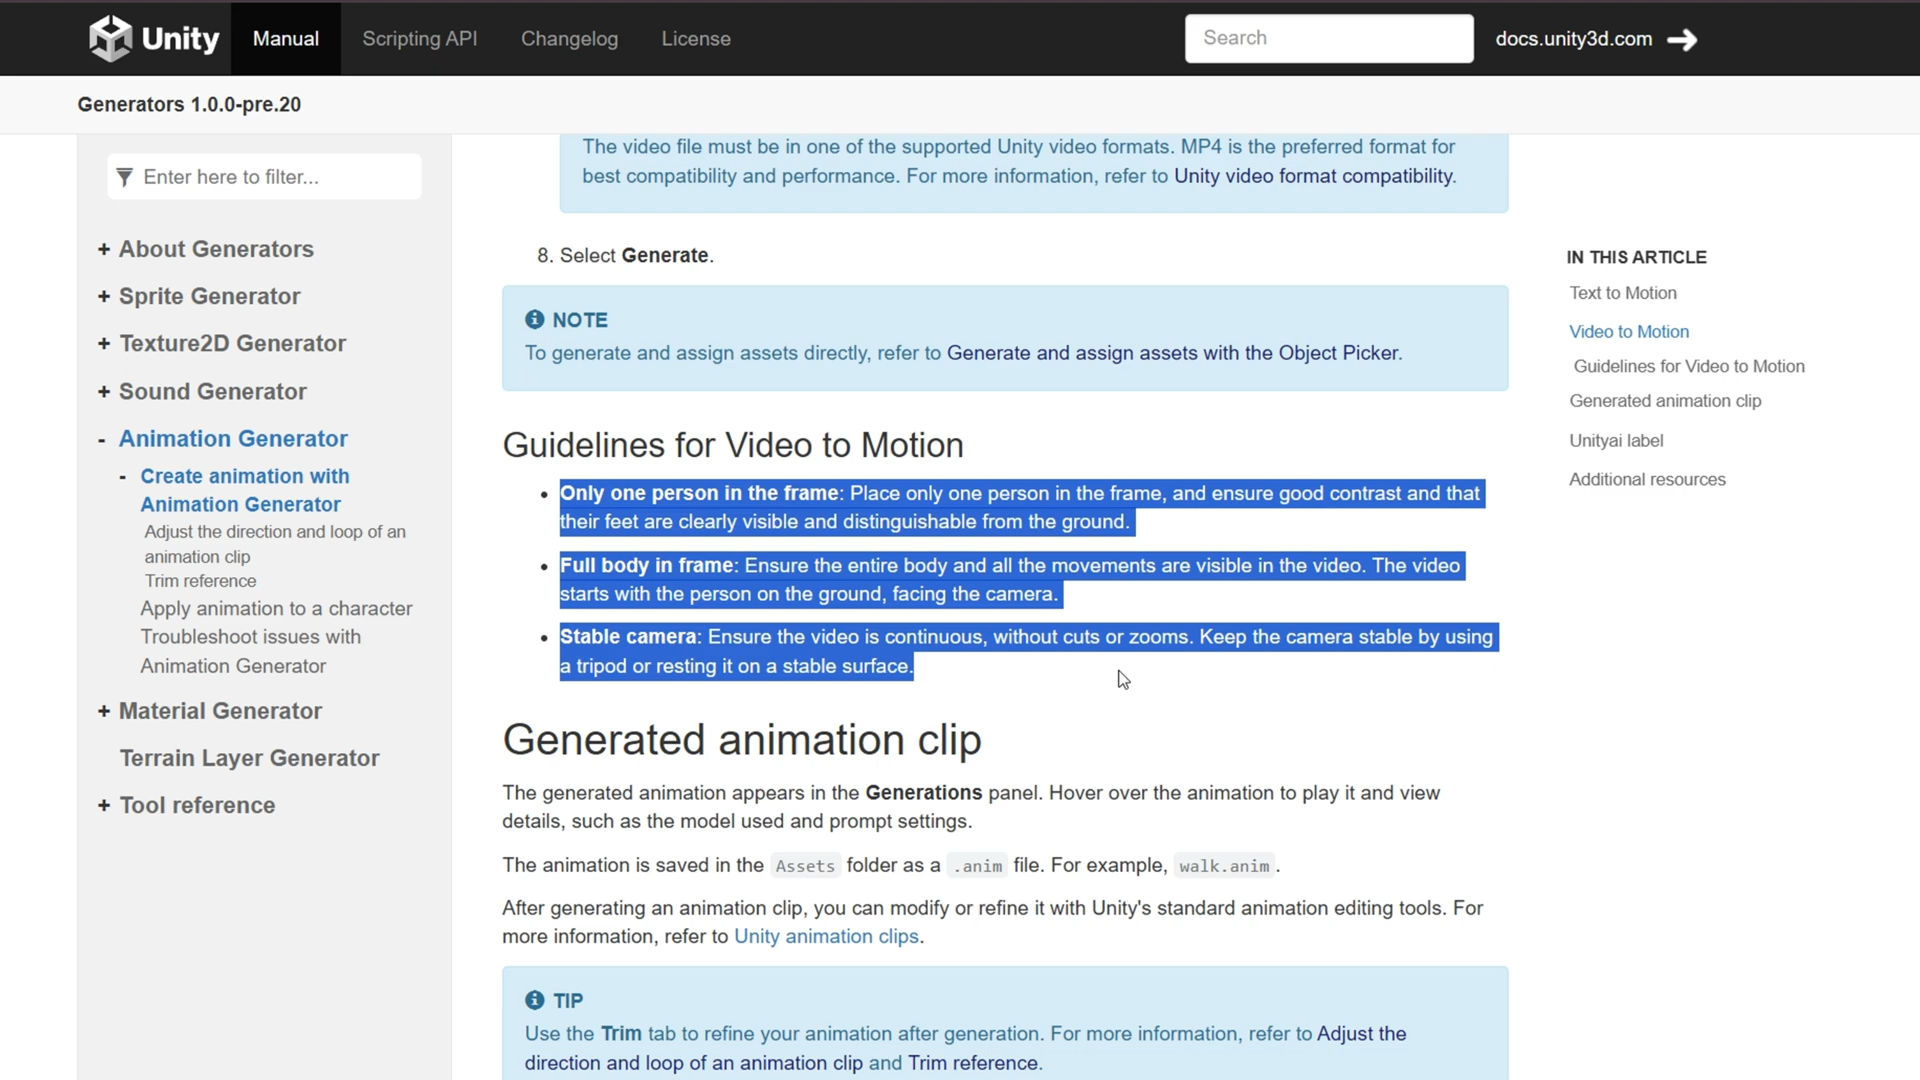 Unity Manual Scripting API Changelog License Search docs.unity3d.com
Generators 1.0.0-pre.20
Enter here to filter...
+ About Generators
+ Sprite Generator
+ Texture2D Generator
+ Sound Generator
- Animation Generator
- Create animation with
Animation Generator
Adjust the direction and loop of an
animation clip
Trim reference
Apply animation to a character
Troubleshoot issues with
Animation Generator
+ Material Generator
Terrain Layer Generator
+ Tool reference
The video file must be in one of the supported Unity video formats. MP4 is the preferred format for
best compatibility and performance. For more information, refer to Unity video format compatibility.
8. Select Generate.
NOTE
To generate and assign assets directly, refer to Generate and assign assets with the Object Picker.
Guidelines for Video to Motion
• Only one person in the frame: Place only one person in the frame, and ensure good contrast and that
their feet are clearly visible and distinguishable from the ground.
• Full body in frame: Ensure the entire body and all the movements are visible in the video. The video
starts with the person on the ground, facing the camera.
• Stable camera: Ensure the video is continuous, without cuts or zooms. Keep the camera stable by using
a tripod or resting it on a stable surface.
Generated animation clip
The generated animation appears in the Generations panel. Hover over the animation to play it and view
details, such as the model used and prompt settings.
The animation is saved in the Assets folder as a .anim file. For example, walk.anim.
After generating an animation clip, you can modify or refine it with Unity's standard animation editing tools. For
more information, refer to Unity animation clips.
TIP
Use the Trim tab to refine your animation after generation. For more information, refer to Adjust the
direction and loop of an animation clip and Trim reference.
IN THIS ARTICLE
Text to Motion
Video to Motion
Guidelines for Video to Motion
Generated animation clip
Unityai label
Additional resources